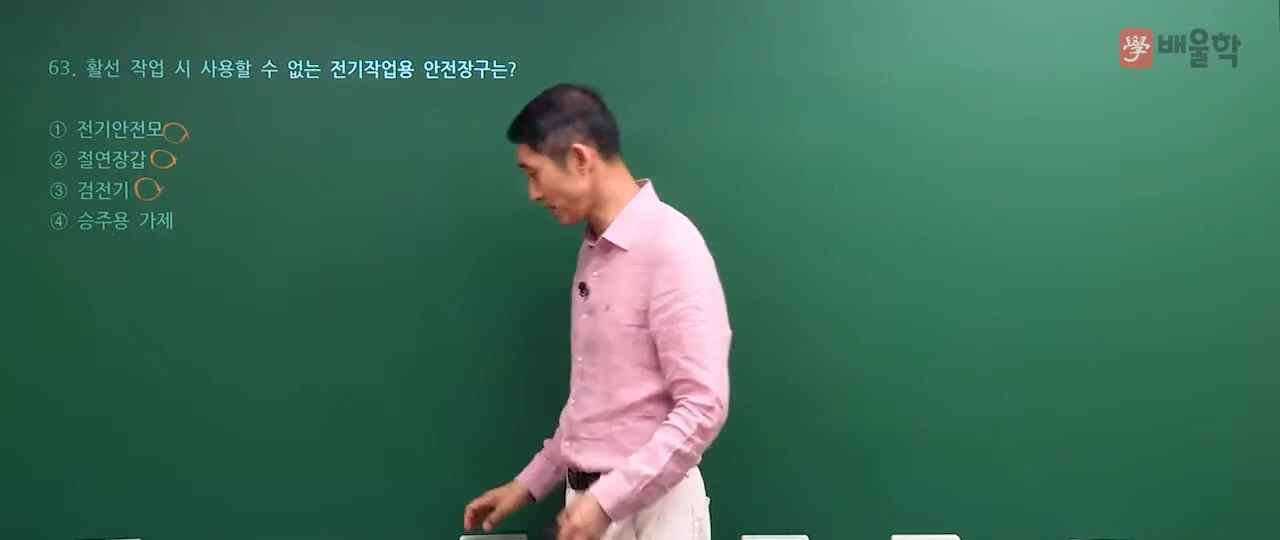 學 배울학
63. 활선 작업 시 사용할 수 없는 전기작업용 안전장구는?
① 전기안전모
② 절연장갑
③ 검전기
④ 승주용 가제